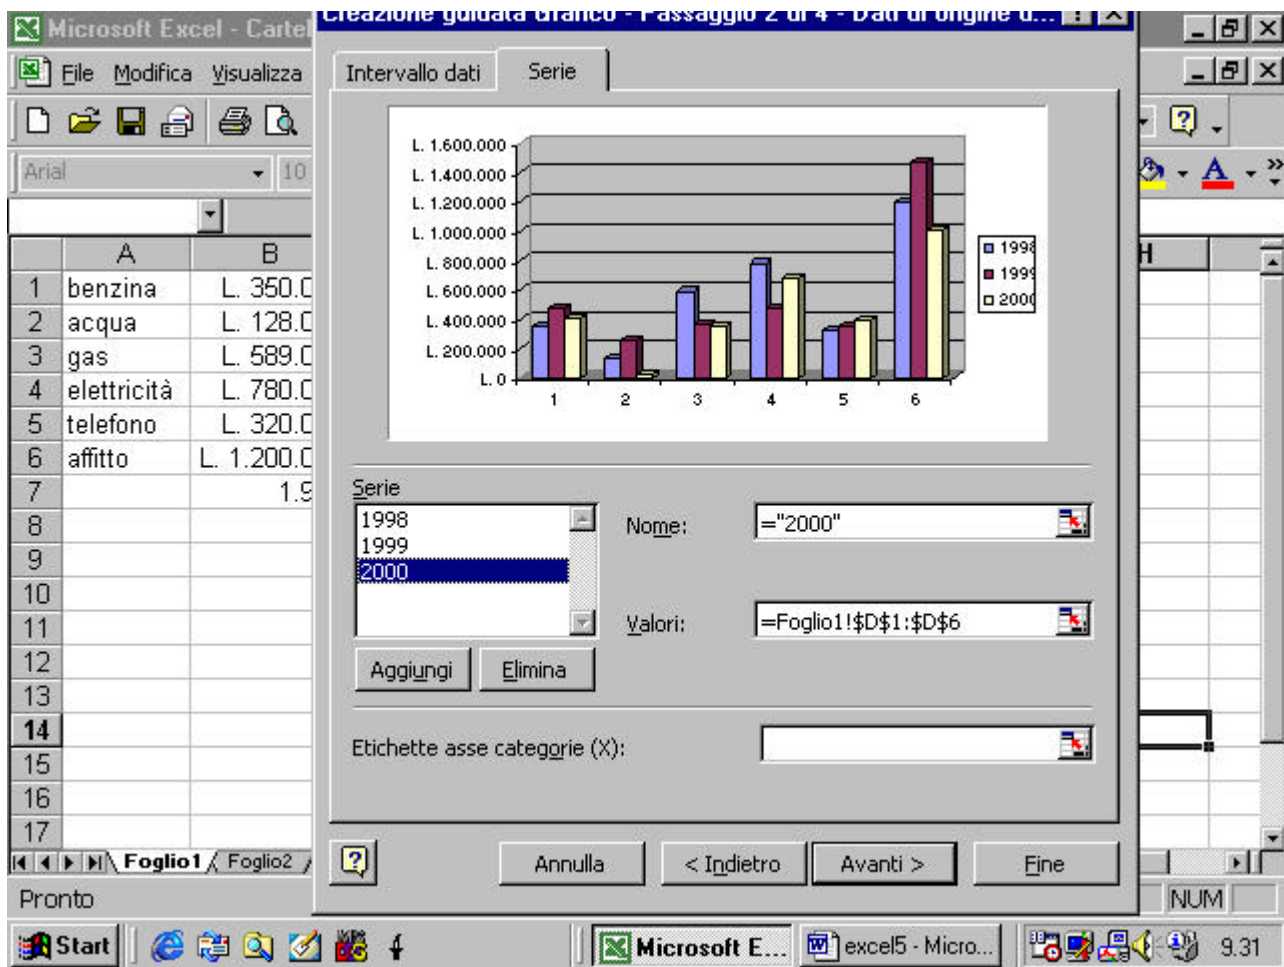 Microsoft Excel - Cartel
Creazione guidata Grafico - Passaggio 2 di 4 - Dati di origine d...
File Modifica Visualizza
Intervallo dati
Serie
Arial
10
L. 1.600.000
L. 1.400.000
L. 1.200.000
L. 1.000.000
L. 800.000
L. 600.000
L. 400.000
L. 200.000
L. 0
1 2 3 4 5 6
1998
1999
2000
A B H
1 benzina L. 350.0
2 acqua L. 128.0
3 gas L. 589.0
4 elettricità L. 780.0
5 telefono L. 320.0
6 affitto L. 1.200.0
7 1.9
8
9
10
11
12
13
14
15
16
17
Serie
1998
1999
2000
Nome:
="2000"
Valori:
=Foglio1!$D$1:$D$6
Aggiungi
Elimina
Etichette asse categorie (X):
Annulla
< Indietro
Avanti >
Fine
Foglio1 Foglio2
Pronto
NUM
Start
Microsoft E...
excel5 - Micro...
9.31